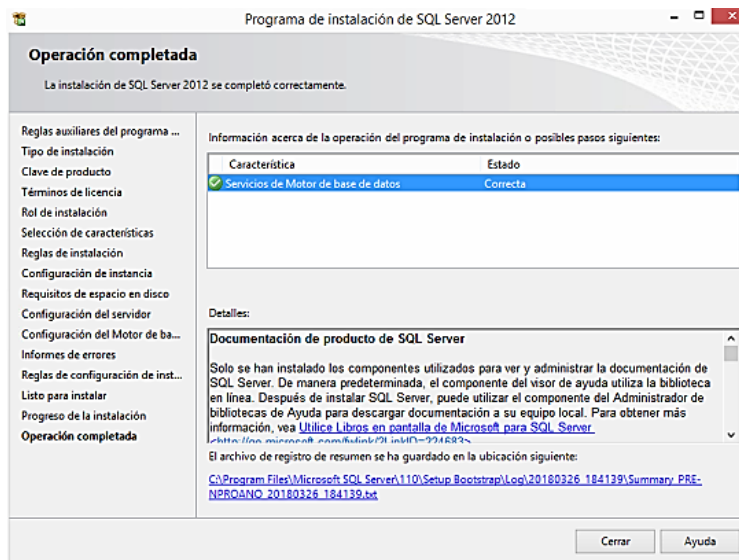 Programa de instalación de SQL Server 2012
Operación completada
La instalación de SQL Server 2012 se completó correctamente.
Reglas auxiliares del programa ...
Tipo de instalación
Clave de producto
Términos de licencia
Rol de instalación
Selección de características
Reglas de instalación
Configuración de instancia
Requisitos de espacio en disco
Configuración del servidor
Configuración del Motor de ba...
Informes de errores
Reglas de configuración de inst...
Listo para instalar
Progreso de la instalación
Operación completada
Información acerca de la operación del programa de instalación o posibles pasos siguientes:
Característica Estado
Servicios de Motor de base de datos Correcta
Detalles:
Documentación de producto de SQL Server
Solo se han instalado los componentes utilizados para ver y administrar la documentación de
SQL Server. De manera predeterminada, el componente del visor de ayuda utiliza la biblioteca
en línea. Después de instalar SQL Server, puede utilizar el componente del Administrador de
bibliotecas de Ayuda para descargar documentación a su equipo local. Para obtener más
información, vea Utilice Libros en pantalla de Microsoft para SQL Server
<http://go.microsoft.com/fwlink/?LinkID=224683>.
El archivo de registro de resumen se ha guardado en la ubicación siguiente:
C:\Program Files\Microsoft SQL Server\110\Setup Bootstrap\Log\20180326_184139\Summary_PRE-
NPROANO_20180326_184139.txt
Cerrar Ayuda